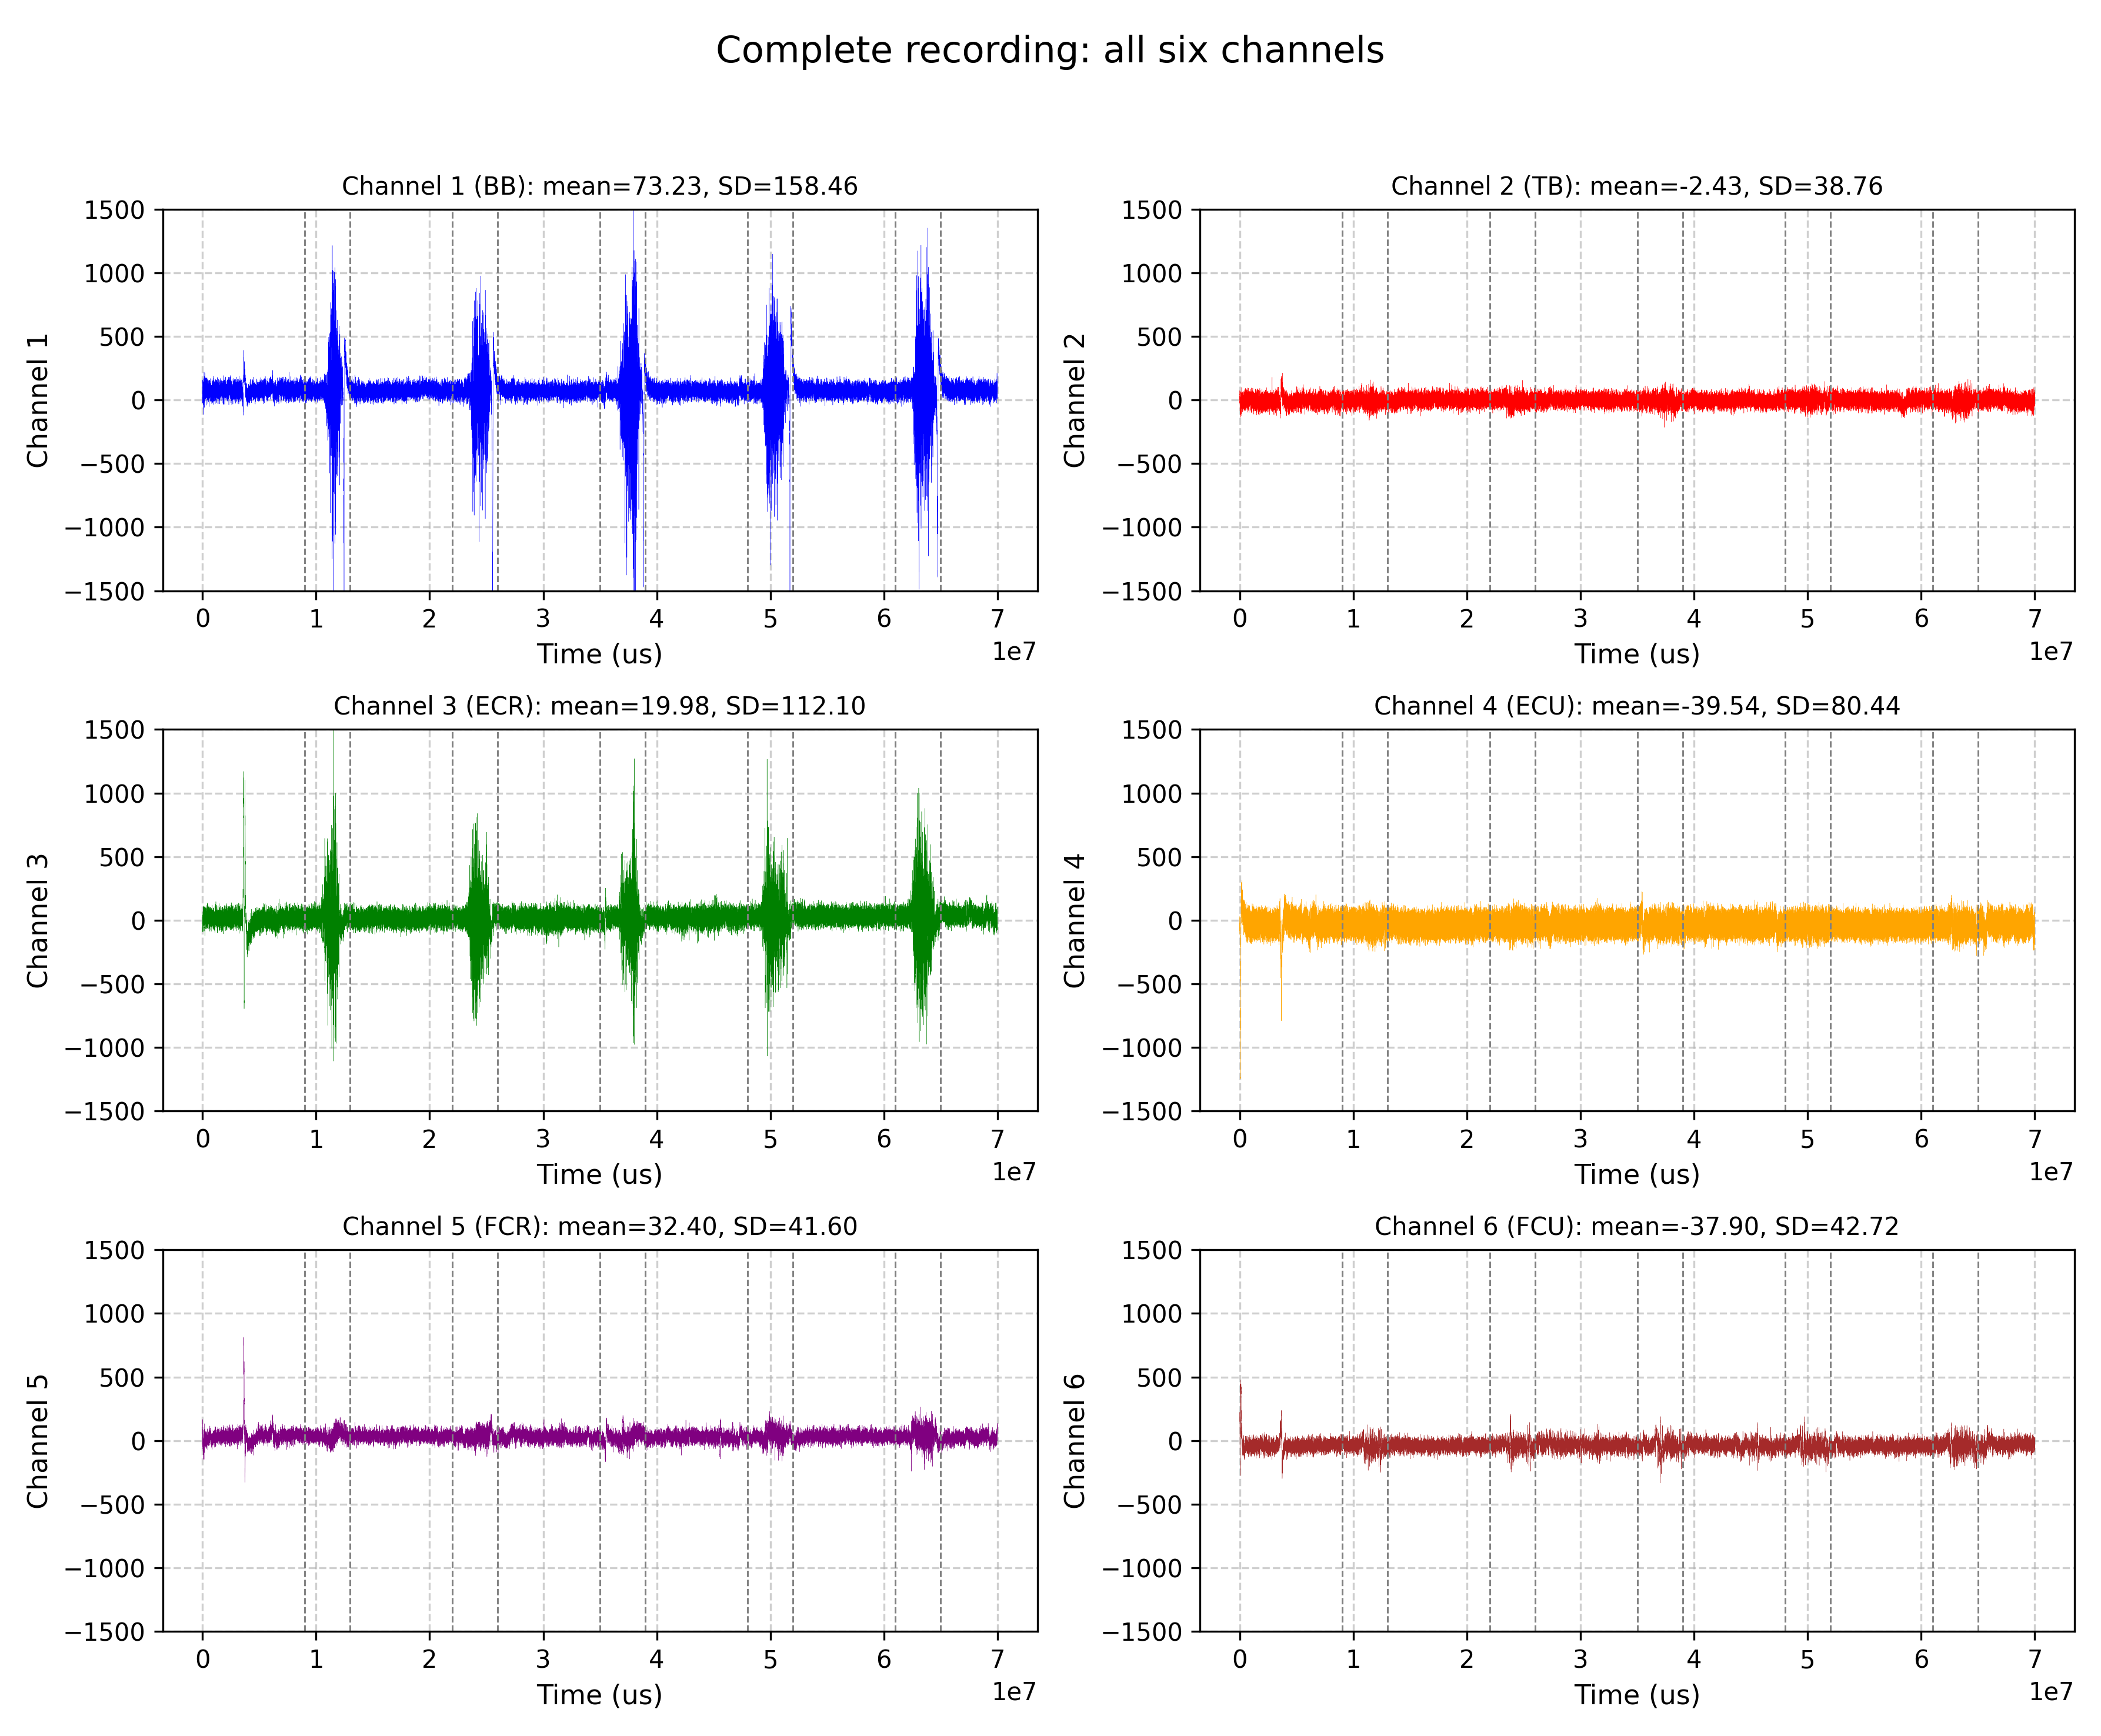 Complete recording: all six channels
Channel 1 (BB): mean=73.23, SD=158.46
Channel 1
1500
1000
500
0
−500
−1000
−1500
0 1 2 3 4 5 6 7
Time (us)
1e7
Channel 2 (TB): mean=-2.43, SD=38.76
Channel 2
1500
1000
500
0
−500
−1000
−1500
0 1 2 3 4 5 6 7
Time (us)
1e7
Channel 3 (ECR): mean=19.98, SD=112.10
Channel 3
1500
1000
500
0
−500
−1000
−1500
0 1 2 3 4 5 6 7
Time (us)
1e7
Channel 4 (ECU): mean=-39.54, SD=80.44
Channel 4
1500
1000
500
0
−500
−1000
−1500
0 1 2 3 4 5 6 7
Time (us)
1e7
Channel 5 (FCR): mean=32.40, SD=41.60
Channel 5
1500
1000
500
0
−500
−1000
−1500
0 1 2 3 4 5 6 7
Time (us)
1e7
Channel 6 (FCU): mean=-37.90, SD=42.72
Channel 6
1500
1000
500
0
−500
−1000
−1500
0 1 2 3 4 5 6 7
Time (us)
1e7